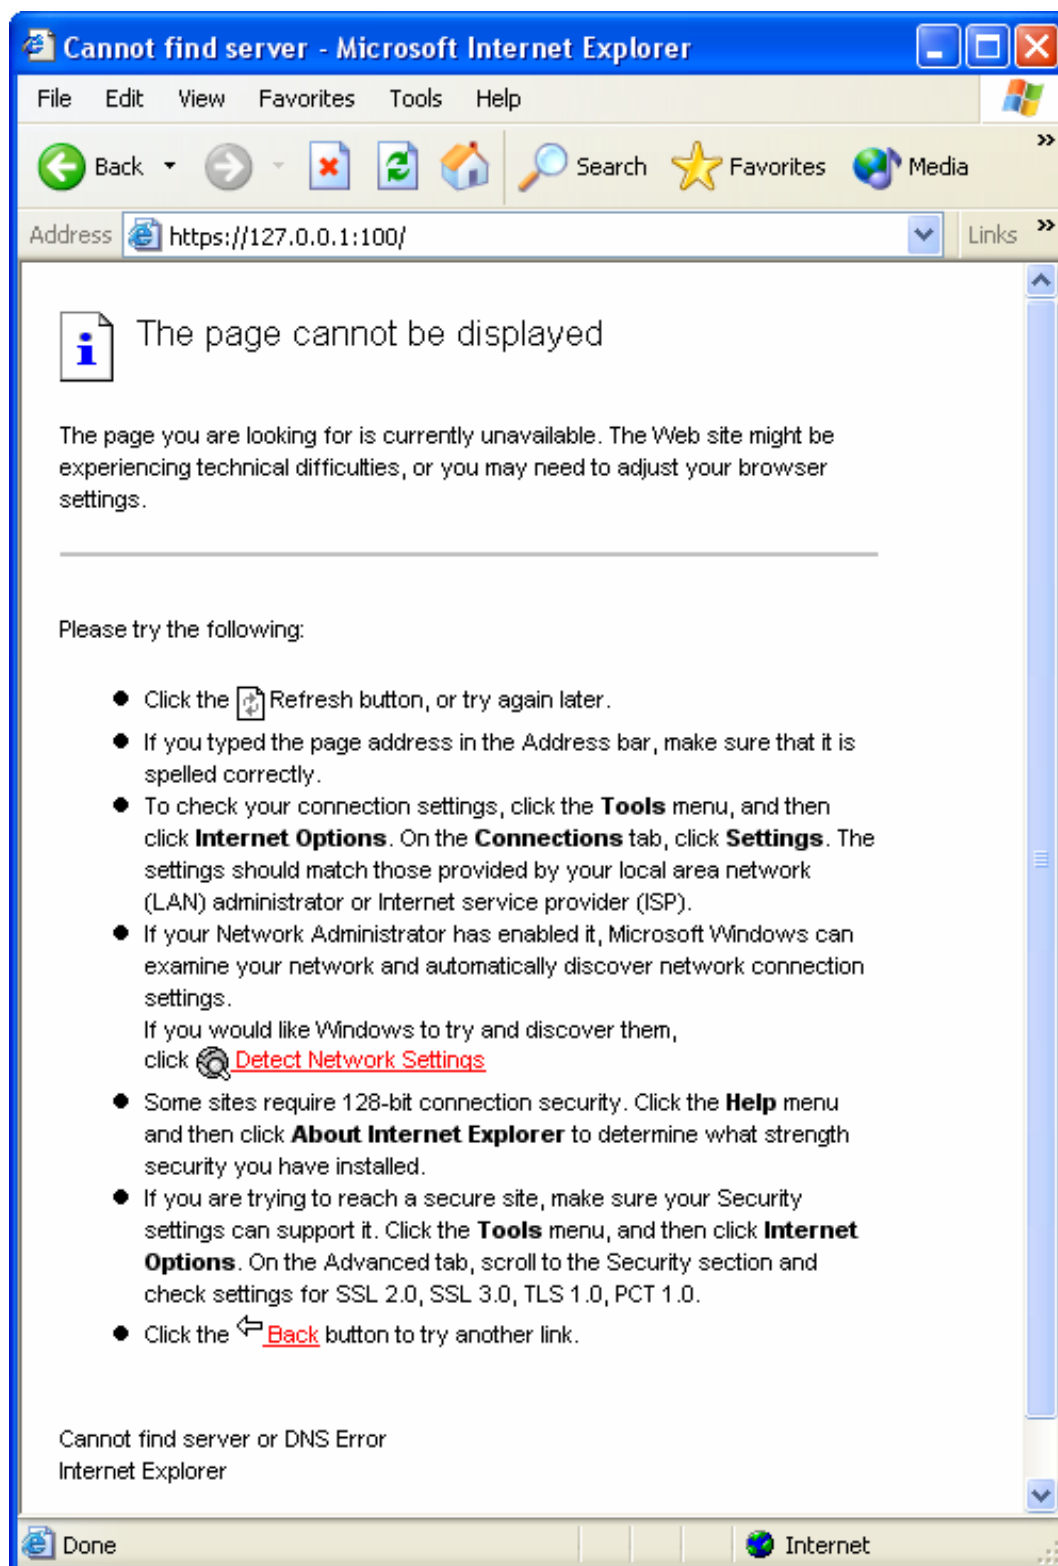 Cannot find server - Microsoft Internet Explorer
File Edit View Favorites Tools Help
Back Search Favorites Media »
Address https://127.0.0.1:100/ Links »
The page cannot be displayed
The page you are looking for is currently unavailable. The Web site might be
experiencing technical difficulties, or you may need to adjust your browser
settings.
Please try the following:
● Click the Refresh button, or try again later.
● If you typed the page address in the Address bar, make sure that it is
spelled correctly.
● To check your connection settings, click the Tools menu, and then
click Internet Options. On the Connections tab, click Settings. The
settings should match those provided by your local area network
(LAN) administrator or Internet service provider (ISP).
● If your Network Administrator has enabled it, Microsoft Windows can
examine your network and automatically discover network connection
settings.
If you would like Windows to try and discover them,
click Detect Network Settings
● Some sites require 128-bit connection security. Click the Help menu
and then click About Internet Explorer to determine what strength
security you have installed.
● If you are trying to reach a secure site, make sure your Security
settings can support it. Click the Tools menu, and then click Internet
Options. On the Advanced tab, scroll to the Security section and
check settings for SSL 2.0, SSL 3.0, TLS 1.0, PCT 1.0.
● Click the Back button to try another link.
Cannot find server or DNS Error
Internet Explorer
Done Internet